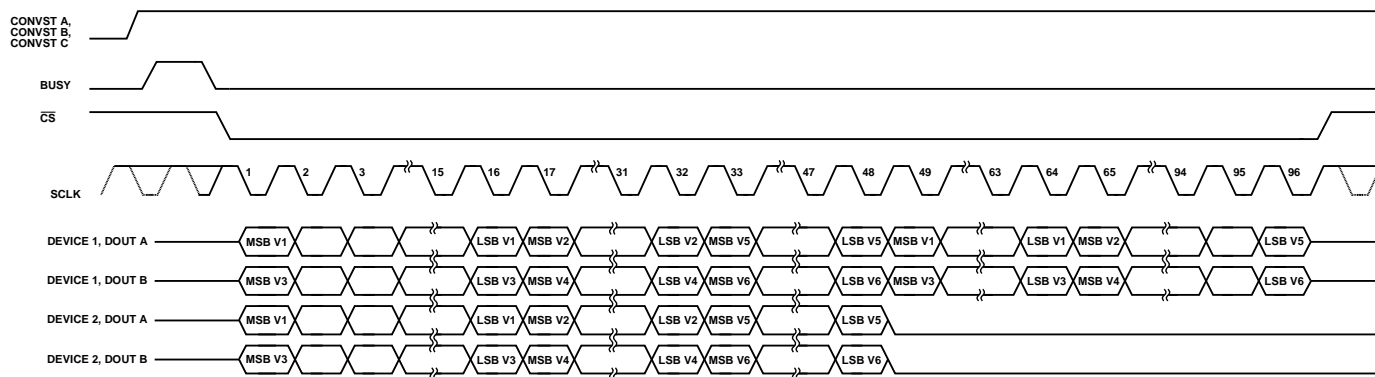 CONVST A,
CONVST B,
CONVST C
BUSY
CS
SCLK
1 2 3 15 16 17 31 32 33 47 48 49 63 64 65 94 95 96
DEVICE 1, DOUT A MSB V1 LSB V1 MSB V2 LSB V2 MSB V5 LSB V5 MSB V1 LSB V1 MSB V2 LSB V5
DEVICE 1, DOUT B MSB V3 LSB V3 MSB V4 LSB V4 MSB V6 LSB V6 MSB V3 LSB V3 MSB V4 LSB V6
DEVICE 2, DOUT A MSB V1 LSB V1 MSB V2 LSB V2 MSB V5 LSB V5
DEVICE 2, DOUT B MSB V3 LSB V3 MSB V4 LSB V4 MSB V6 LSB V6